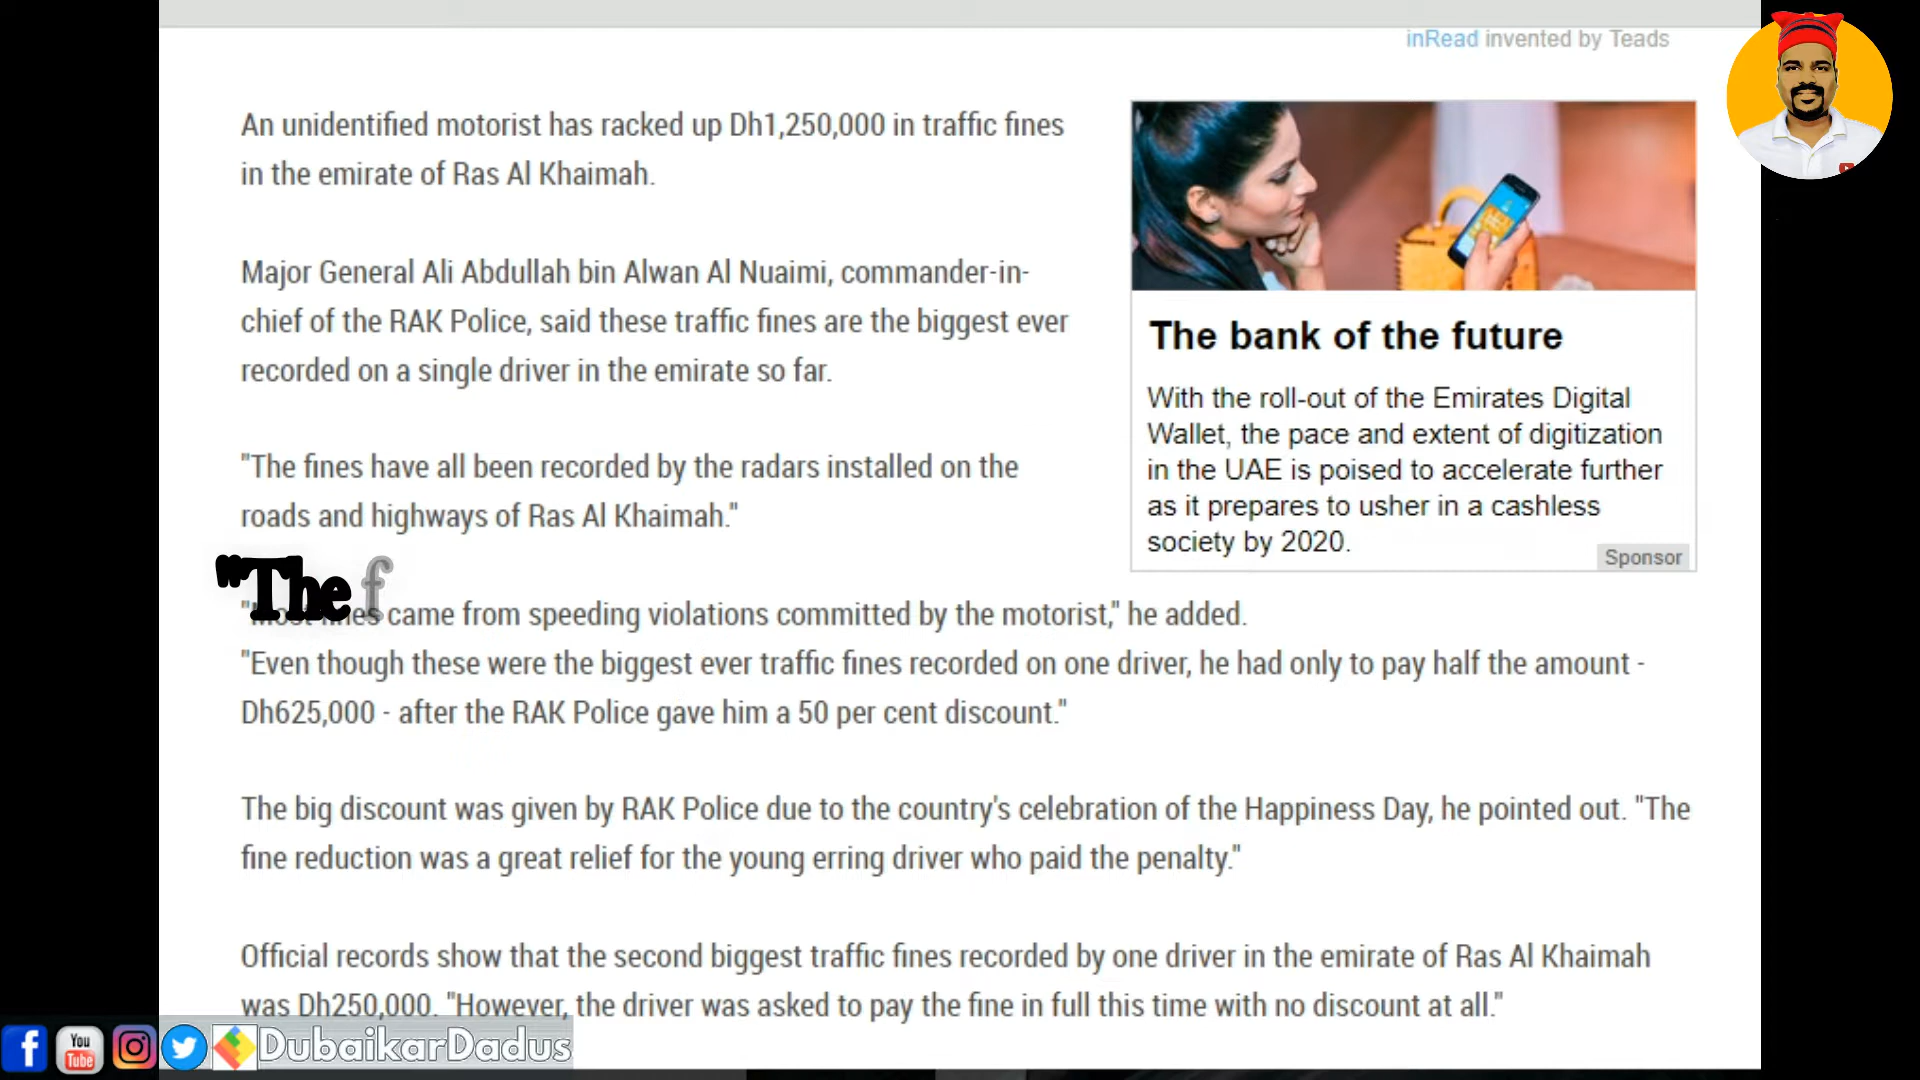 inRead invented by Teads
An unidentified motorist has racked up Dh1,250,000 in traffic fines
in the emirate of Ras Al Khaimah.
Major General Ali Abdullah bin Alwan Al Nuaimi, commander-in-
chief of the RAK Police, said these traffic fines are the biggest ever
recorded on a single driver in the emirate so far.
"The fines have all been recorded by the radars installed on the
roads and highways of Ras Al Khaimah."
"The f
came from speeding violations committed by the motorist," he added.
"Even though these were the biggest ever traffic fines recorded on one driver, he had only to pay half the amount -
Dh625,000 - after the RAK Police gave him a 50 per cent discount."
The big discount was given by RAK Police due to the country's celebration of the Happiness Day, he pointed out. "The
fine reduction was a great relief for the young erring driver who paid the penalty."
Official records show that the second biggest traffic fines recorded by one driver in the emirate of Ras Al Khaimah
was Dh250,000. "However, the driver was asked to pay the fine in full this time with no discount at all."
The bank of the future
With the roll-out of the Emirates Digital
Wallet, the pace and extent of digitization
in the UAE is poised to accelerate further
as it prepares to usher in a cashless
society by 2020.
Sponsor
You
Tube
DubaikarDadus